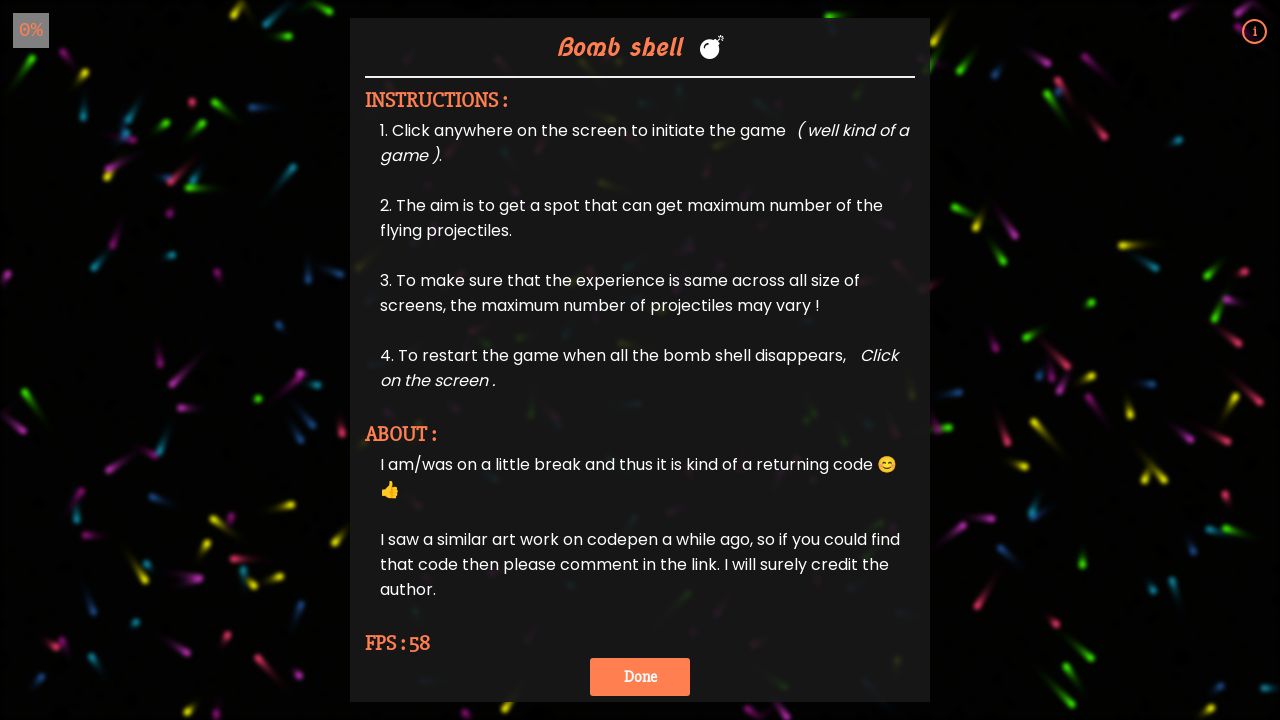 0%
i
Bomb shell 💣
INSTRUCTIONS :
1. Click anywhere on the screen to initiate the game ( well kind of a
game ).
2. The aim is to get a spot that can get maximum number of the
flying projectiles.
3. To make sure that the experience is same across all size of
screens, the maximum number of projectiles may vary !
4. To restart the game when all the bomb shell disappears, Click
on the screen .
ABOUT :
I am/was on a little break and thus it is kind of a returning code 😊
👍
I saw a similar art work on codepen a while ago, so if you could find
that code then please comment in the link. I will surely credit the
author.
FPS : 58
Done